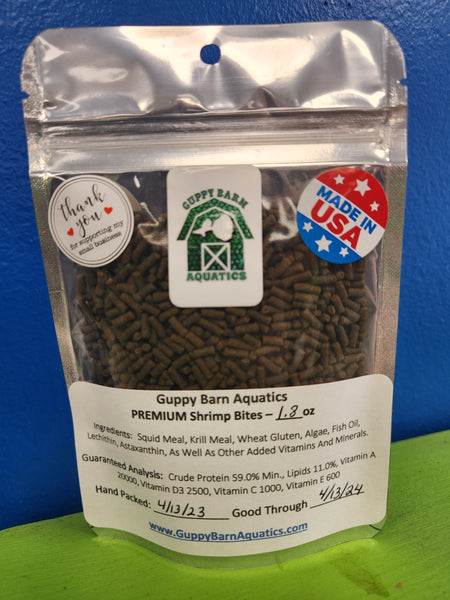 thank
you
for supporting my
small business
GUPPY BARN
AQUATICS
MADE IN
USA
Guppy Barn Aquatics
PREMIUM Shrimp Bites – 1.8 oz
Ingredients: Squid Meal, Krill Meal, Wheat Gluten, Algae, Fish Oil,
Lechithin, Astaxanthin, As Well As Other Added Vitamins And Minerals.
Guaranteed Analysis: Crude Protein 59.0% Min., Lipids 11.0%, Vitamin A
20000, Vitamin D3 2500, Vitamin C 1000, Vitamin E 600
Hand Packed: 4/13/23 Good Through 4/13/24
www.GuppyBarnAquatics.com